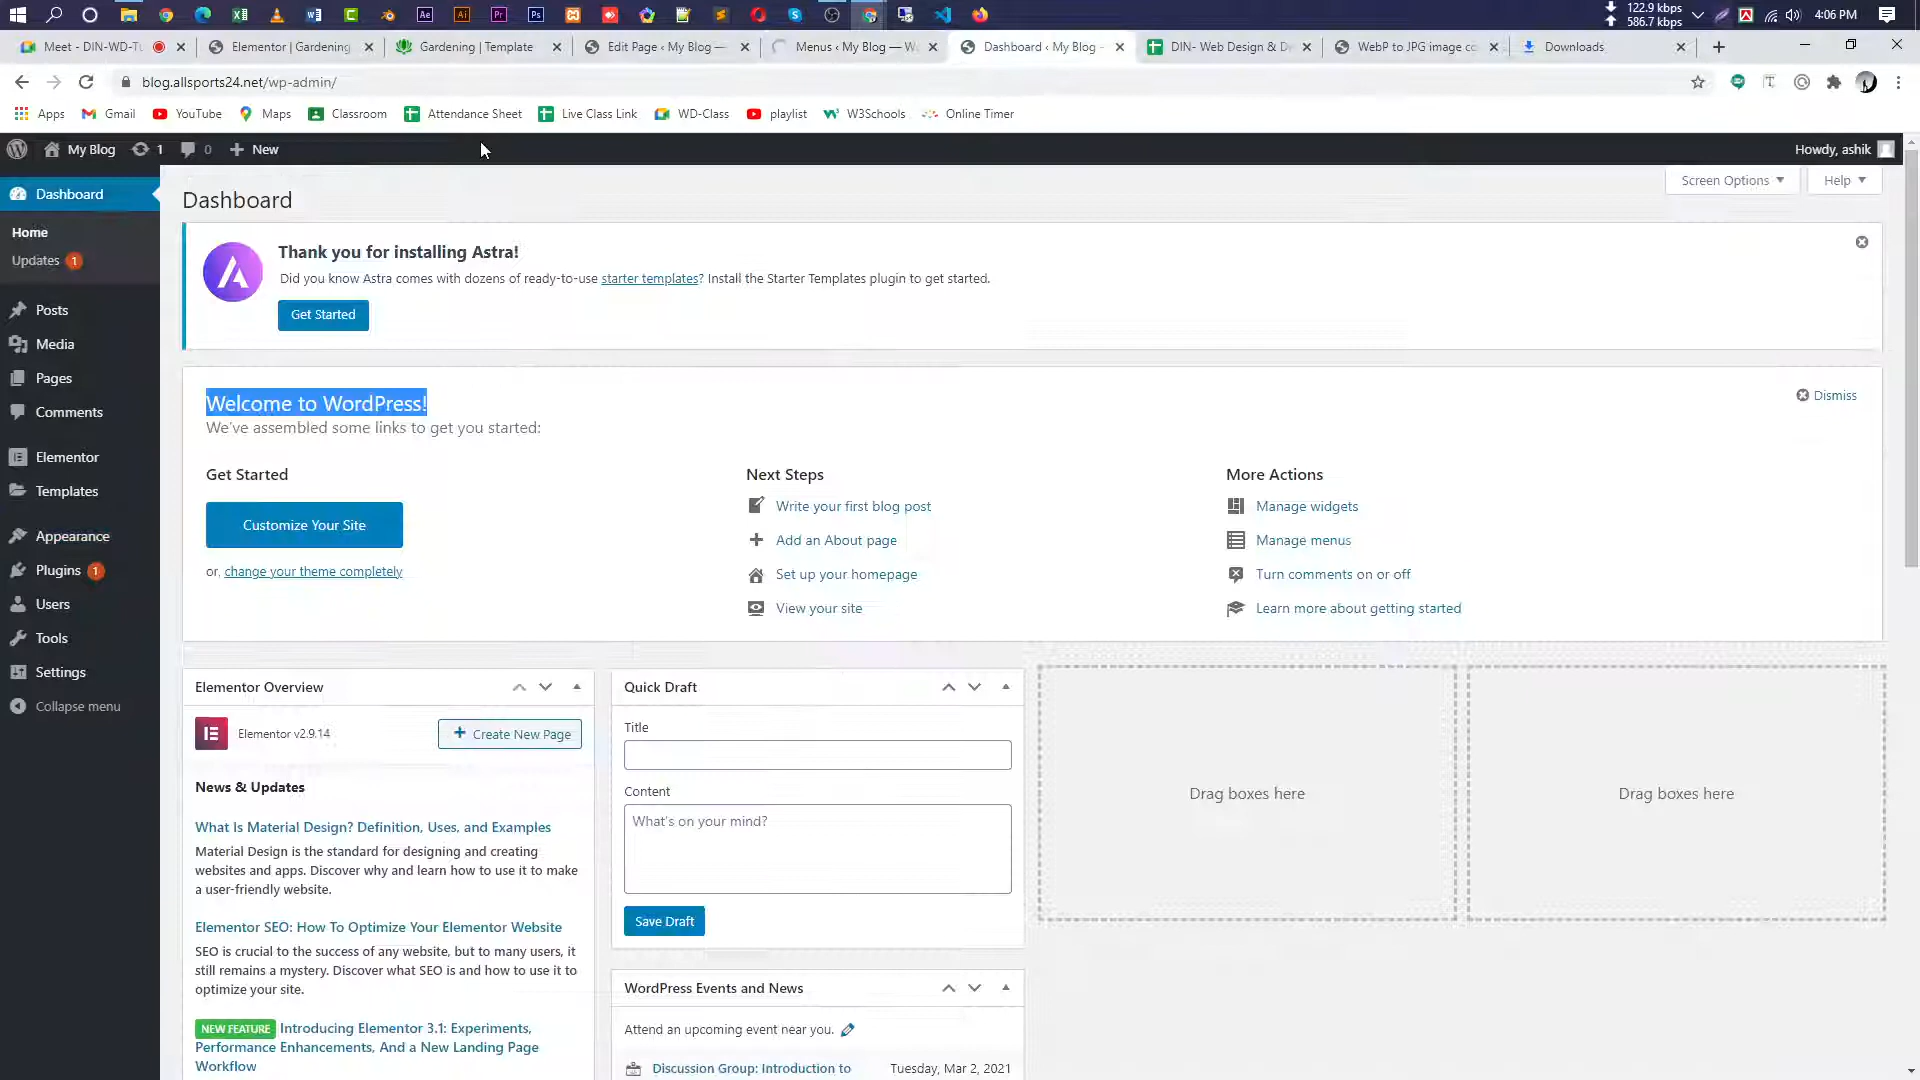 122.9 kbps
586.7 kbps
4:06 PM
Meet - DIN-WD-Tu
Elementor | Gardening
Gardening | Template
Edit Page ‹ My Blog —
Menus ‹ My Blog — W
Dashboard ‹ My Blog -
DIN- Web Design & De
WebP to JPG image co
Downloads
blog.allsports24.net/wp-admin/
Apps
Gmail
YouTube
Maps
Classroom
Attendance Sheet
Live Class Link
WD-Class
playlist
W3Schools
Online Timer
My Blog
1
0
New
Howdy, ashik
Dashboard
Home
Updates 1
Posts
Media
Pages
Comments
Elementor
Templates
Appearance
Plugins 1
Users
Tools
Settings
Collapse menu
Dashboard
Screen Options
Help
Thank you for installing Astra!
Did you know Astra comes with dozens of ready-to-use starter templates? Install the Starter Templates plugin to get started.
Get Started
Welcome to WordPress!
Dismiss
We've assembled some links to get you started:
Get Started
Customize Your Site
or, change your theme completely
Next Steps
Write your first blog post
Add an About page
Set up your homepage
View your site
More Actions
Manage widgets
Manage menus
Turn comments on or off
Learn more about getting started
Elementor Overview
Elementor v2.9.14
Create New Page
News & Updates
What Is Material Design? Definition, Uses, and Examples
Material Design is the standard for designing and creating
websites and apps. Discover why and learn how to use it to make
a user-friendly website.
Elementor SEO: How To Optimize Your Elementor Website
SEO is crucial to the success of any website, but to many users, it
still remains a mystery. Discover what SEO is and how to use it to
optimize your site.
NEW FEATURE Introducing Elementor 3.1: Experiments,
Performance Enhancements, And a New Landing Page
Workflow
Quick Draft
Title
Content
What's on your mind?
Save Draft
WordPress Events and News
Attend an upcoming event near you.
Discussion Group: Introduction to
Tuesday, Mar 2, 2021
Drag boxes here
Drag boxes here